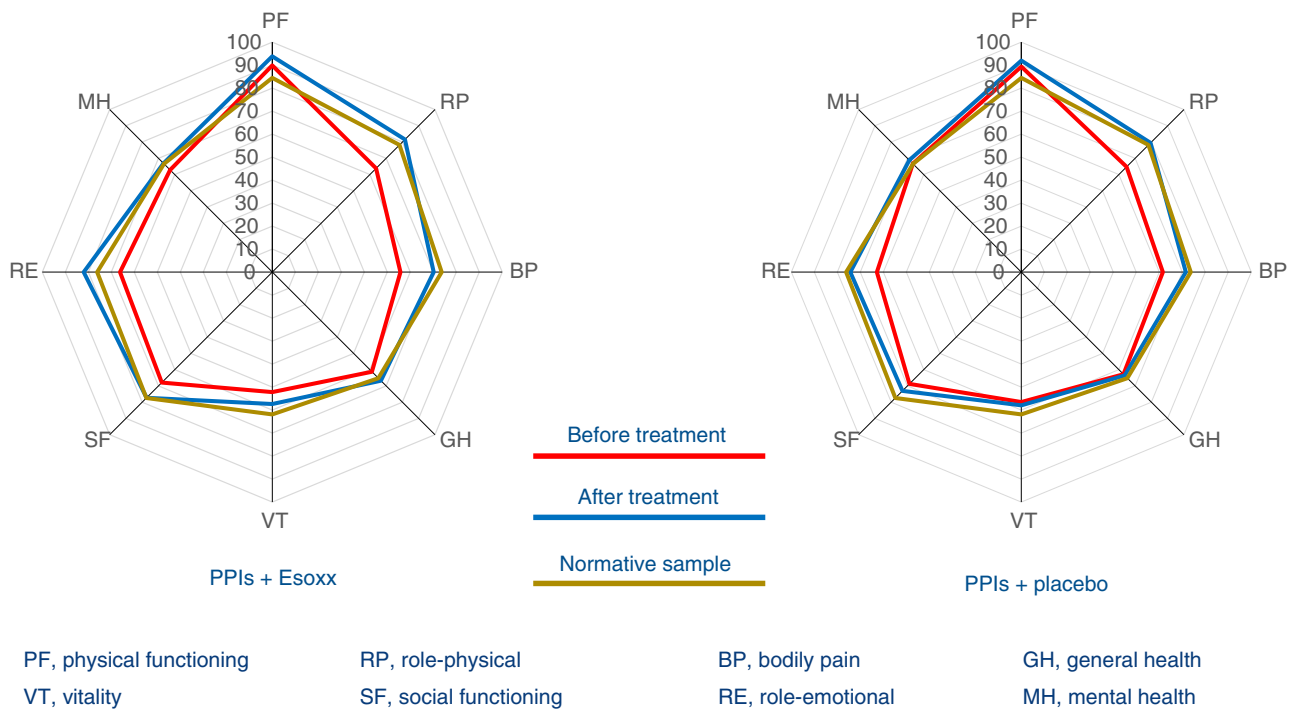 PF
100
90
80
70
60
50
40
30
20
10
0
MH
RP
RE
BP
SF
GH
VT
PPIs + Esoxx
Before treatment
After treatment
Normative sample
PF
100
90
80
70
60
50
40
30
20
10
0
MH
RP
RE
BP
SF
GH
VT
PPIs + placebo
PF, physical functioning
RP, role-physical
BP, bodily pain
GH, general health
VT, vitality
SF, social functioning
RE, role-emotional
MH, mental health